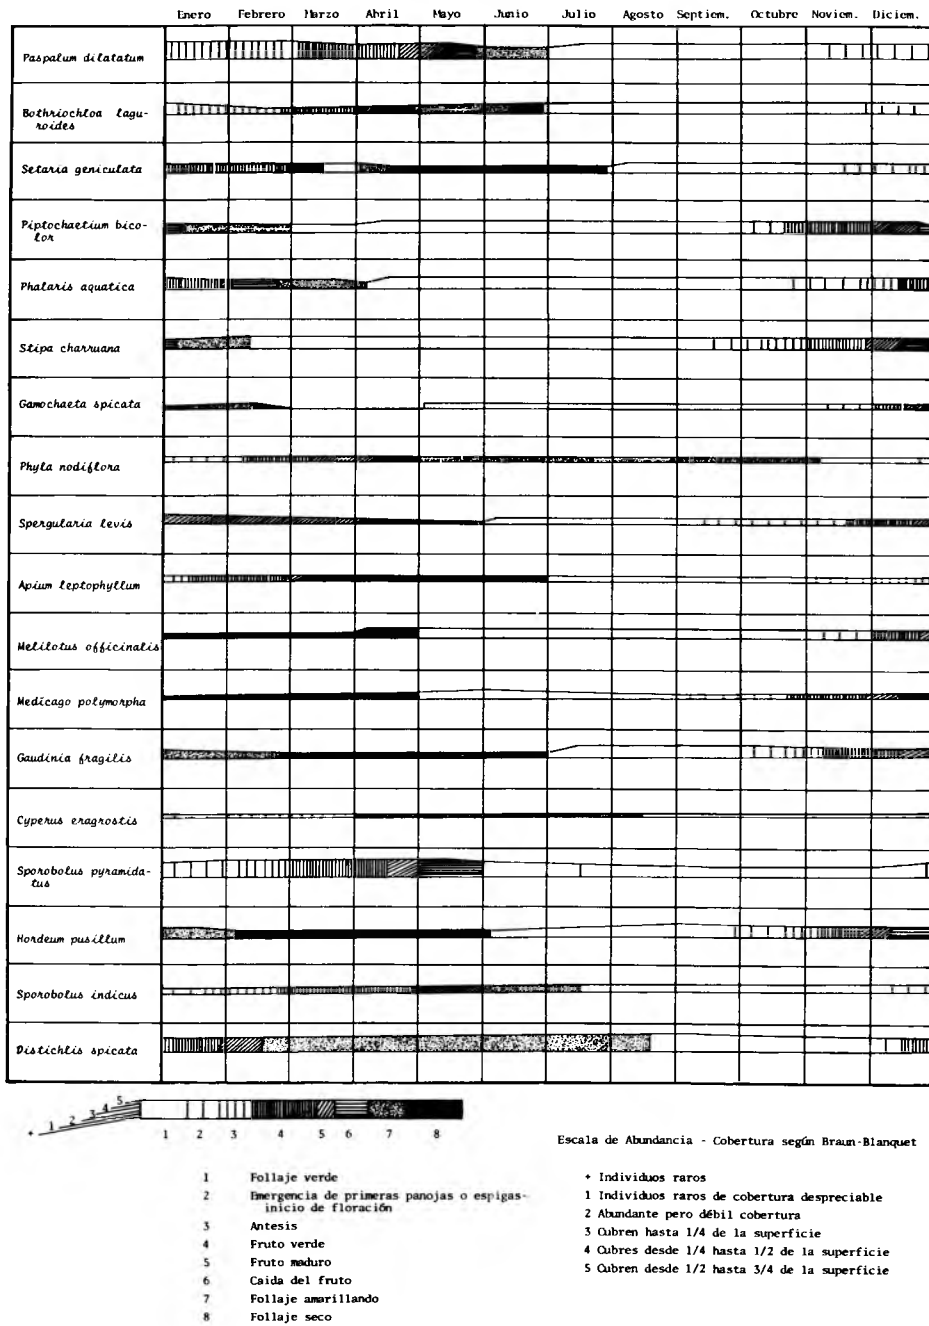 Enero Febrero Marzo Abril Mayo Junio Julio Agosto Septiem. Octubre Noviem. Diciem.
Paspalum dilatatum
Bothriochloa lagu-
roides
Setaria geniculata
Piptochaetium bico-
lor
Phalaris aquatica
Stipa charruana
Gamochaeta spicata
Phyla nodiflora
Spergularia levis
Apium leptophyllum
Melilotus officinalis
Medicago polymorpha
Gaudinia fragilis
Cyperus eragrostis
Sporobolus pyramida-
tus
Hordeum pusillum
Sporobolus indicus
Distichlis spicata
+ 1 2 3 4 5
1 2 3 4 5 6 7 8
1 Follaje verde
2 Emergencia de primeras panojas o espigas-
inicio de floración
3 Antesis
4 Fruto verde
5 Fruto maduro
6 Caida del fruto
7 Follaje amarillando
8 Follaje seco
Escala de Abundancia - Cobertura según Braun-Blanquet
+ Individuos raros
1 Individuos raros de cobertura despreciable
2 Abundante pero débil cobertura
3 Cubren hasta 1/4 de la superficie
4 Cubres desde 1/4 hasta 1/2 de la superficie
5 Cubren desde 1/2 hasta 3/4 de la superficie